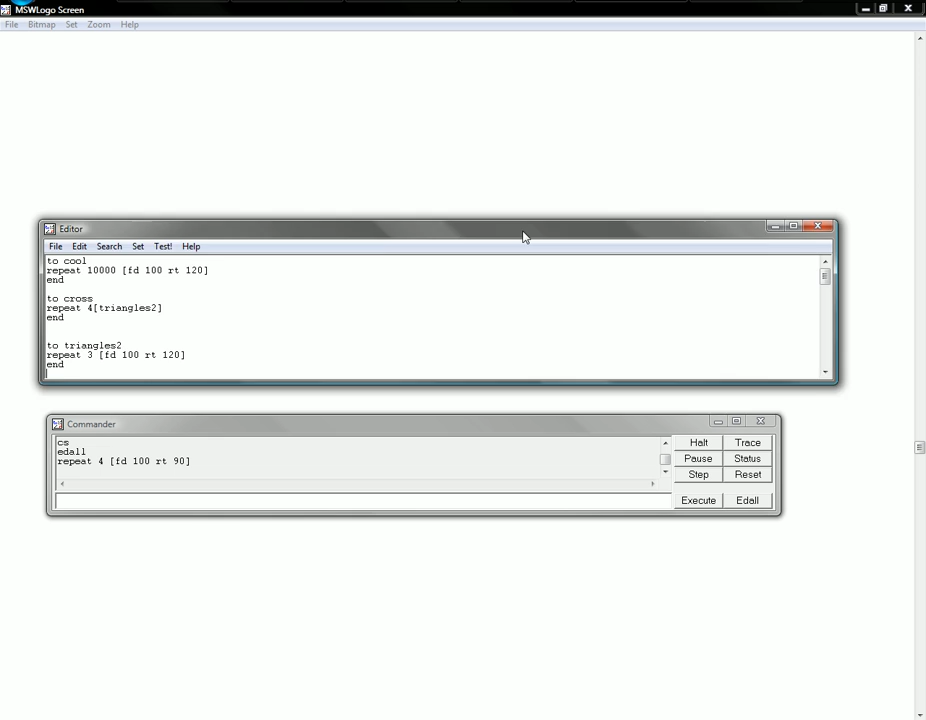 MSWLogo Screen
File Bitmap Set Zoom Help
Editor
File Edit Search Set Test! Help
to cool
repeat 10000 [fd 100 rt 120]
end
to cross
repeat 4[triangles2]
end
to triangles2
repeat 3 [fd 100 rt 120]
end
Commander
cs
edall
repeat 4 [fd 100 rt 90]
Halt Trace
Pause Status
Step Reset
Execute Edall